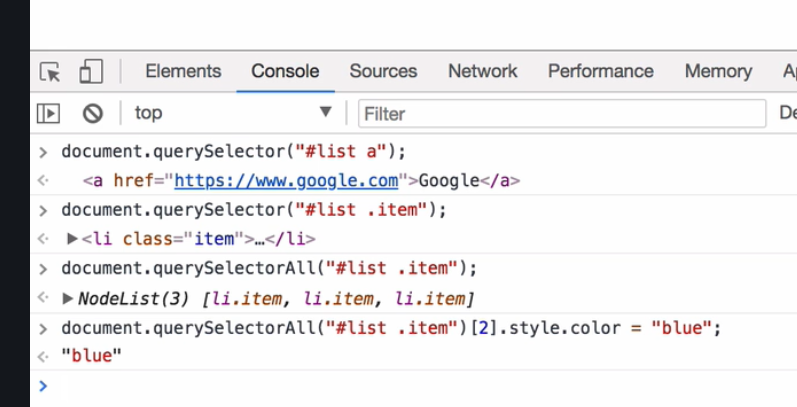 Elements Console Sources Network Performance Memory
top ▼ Filter
> document.querySelector("#list a");
<a href="https://www.google.com">Google</a>
> document.querySelector("#list .item");
▶<li class="item">…</li>
> document.querySelectorAll("#list .item");
▶NodeList(3) [li.item, li.item, li.item]
> document.querySelectorAll("#list .item")[2].style.color = "blue";
"blue"
>